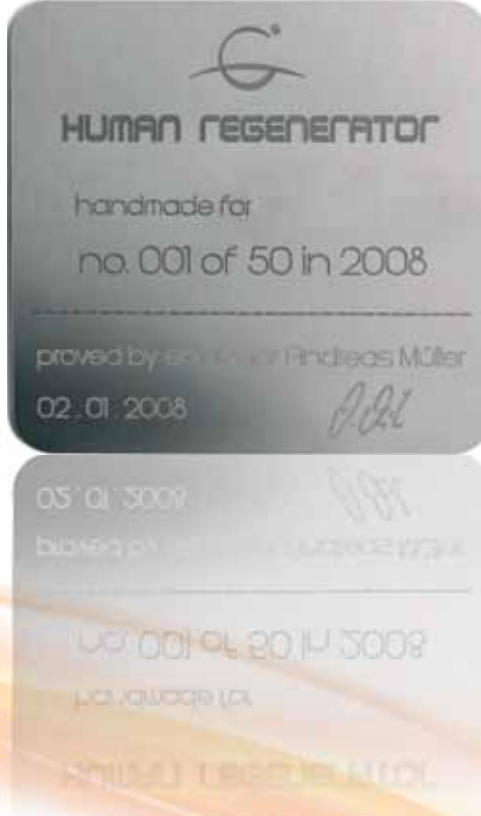 HUMAN REGENERATOR
handmade for
no. 001 of 50 in 2008
proved by Andreas Müller
02.01.2008